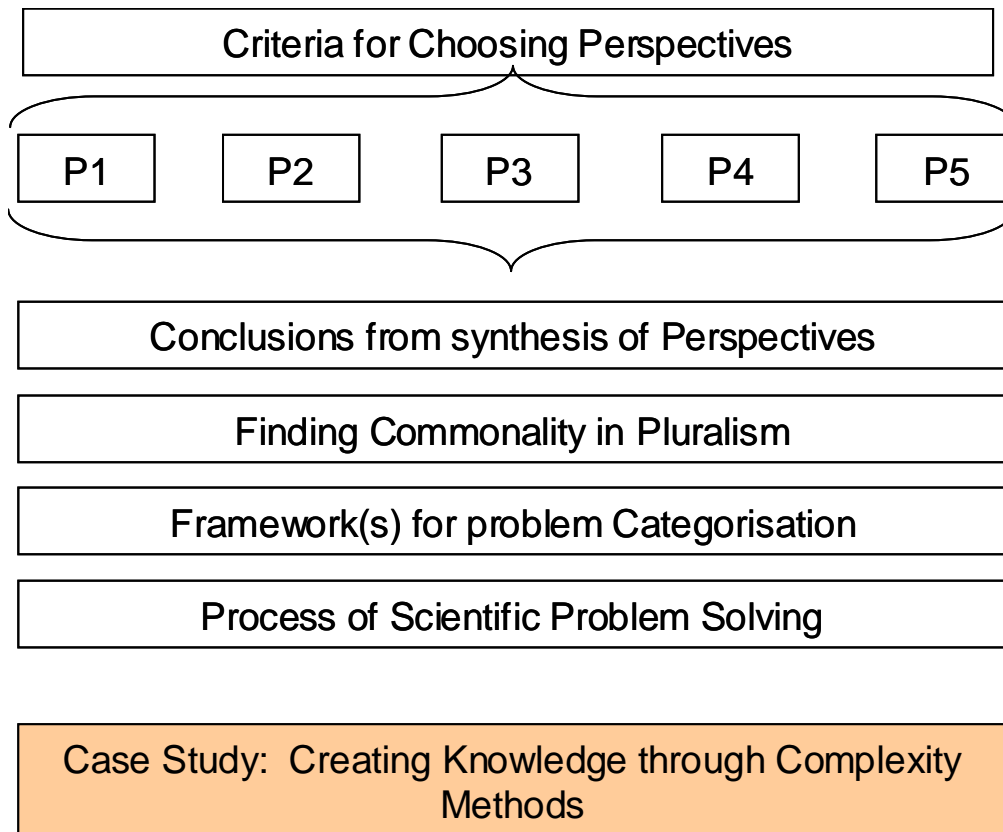 Criteria for Choosing Perspectives
P1 P2 P3 P4 P5
Conclusions from synthesis of Perspectives
Finding Commonality in Pluralism
Framework(s) for problem Categorisation
Process of Scientific Problem Solving
Case Study: Creating Knowledge through Complexity
Methods